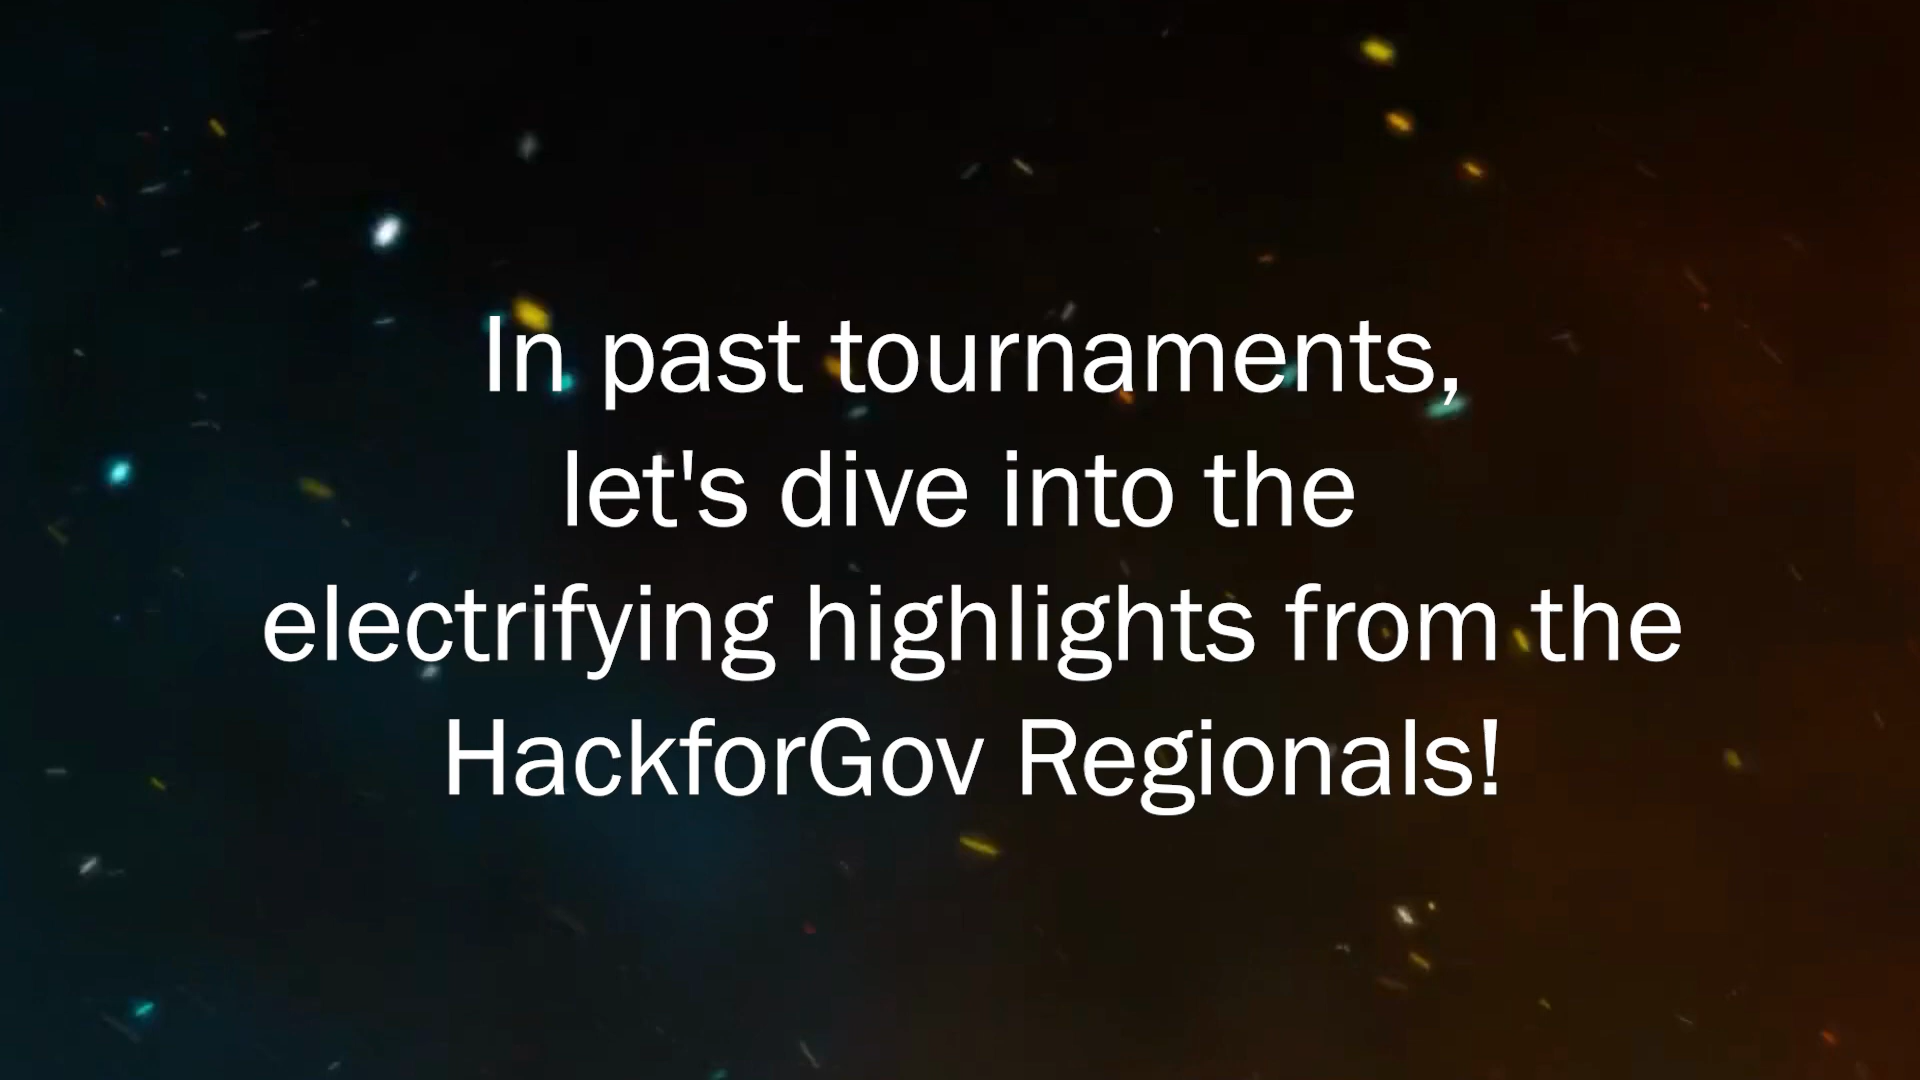 In past tournaments,
let's dive into the
electrifying highlights from the
HackforGov Regionals!